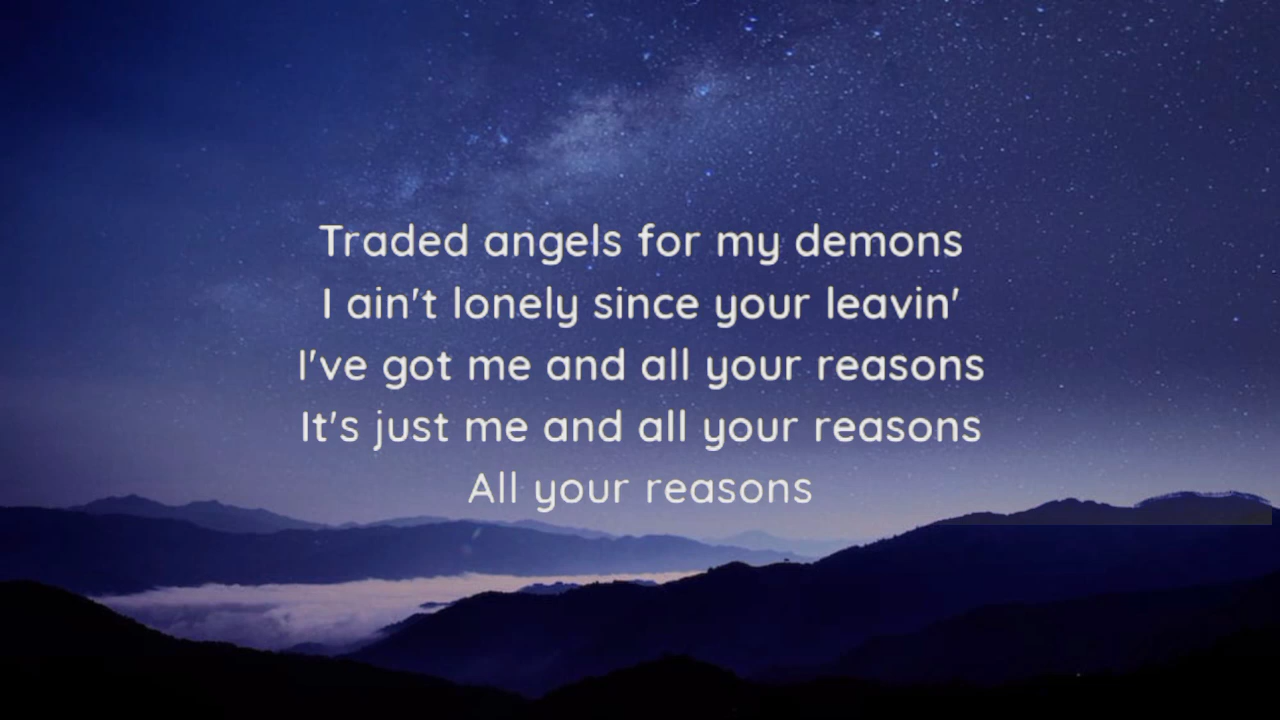 Traded angels for my demons
I ain't lonely since your leavin'
I've got me and all your reasons
It's just me and all your reasons
All your reasons